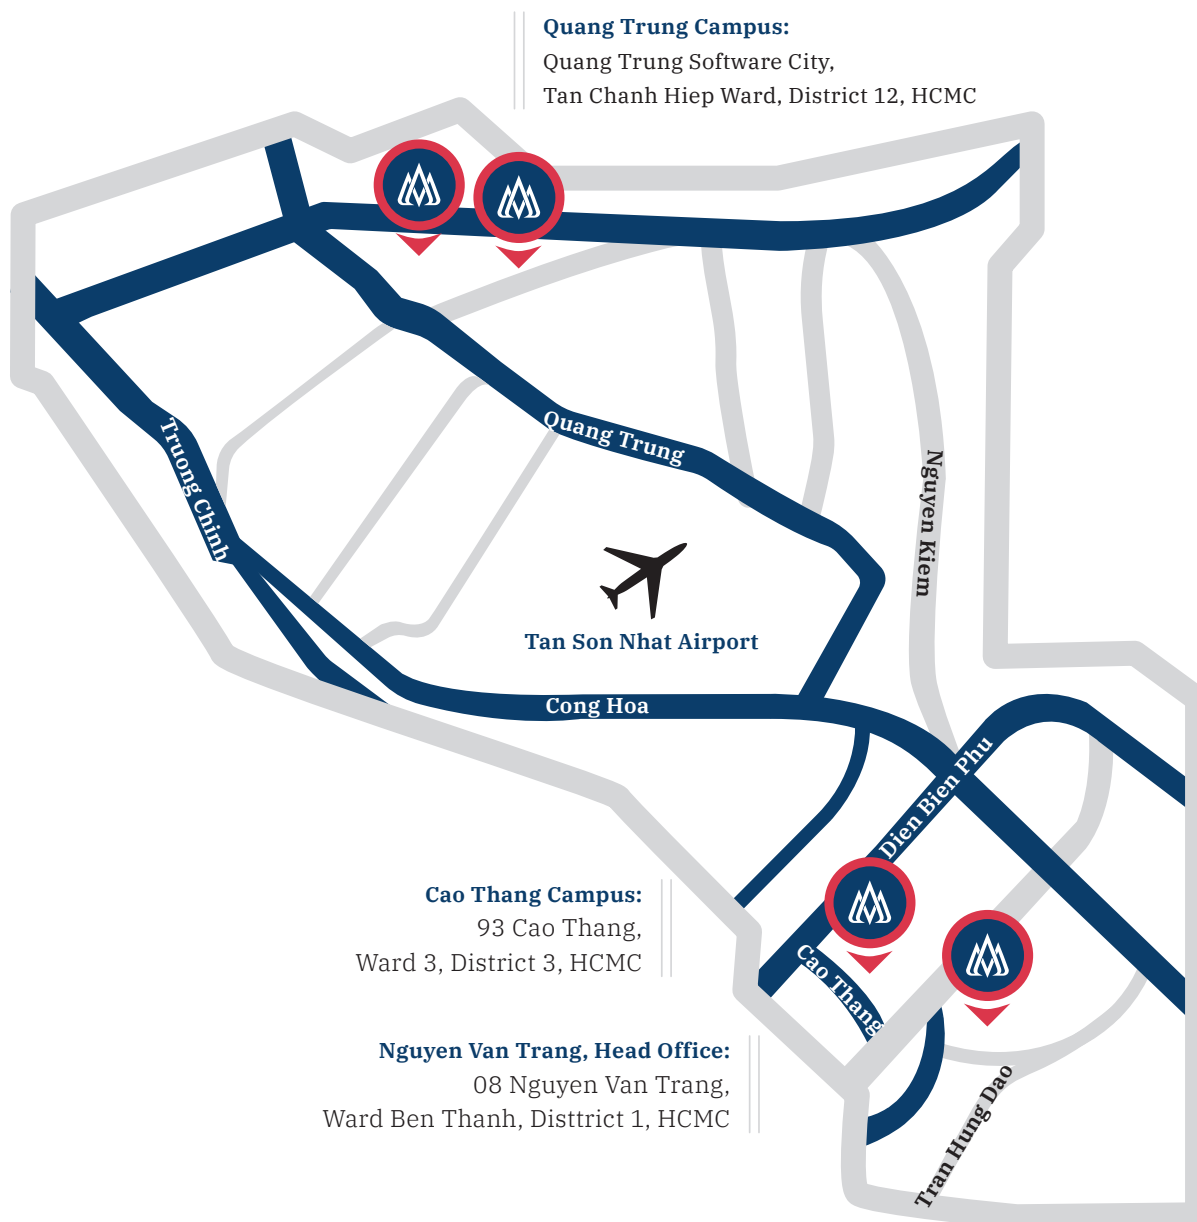 Quang Trung Campus:
Quang Trung Software City,
Tan Chanh Hiep Ward, District 12, HCMC
Truong Chinh
Quang Trung
Nguyen Kiem
Tan Son Nhat Airport
Cong Hoa
Dien Bien Phu
Cao Thang Campus:
93 Cao Thang,
Ward 3, District 3, HCMC
Cao Thang
Nguyen Van Trang, Head Office:
08 Nguyen Van Trang,
Ward Ben Thanh, Disttrict 1, HCMC
Tran Hung Dao